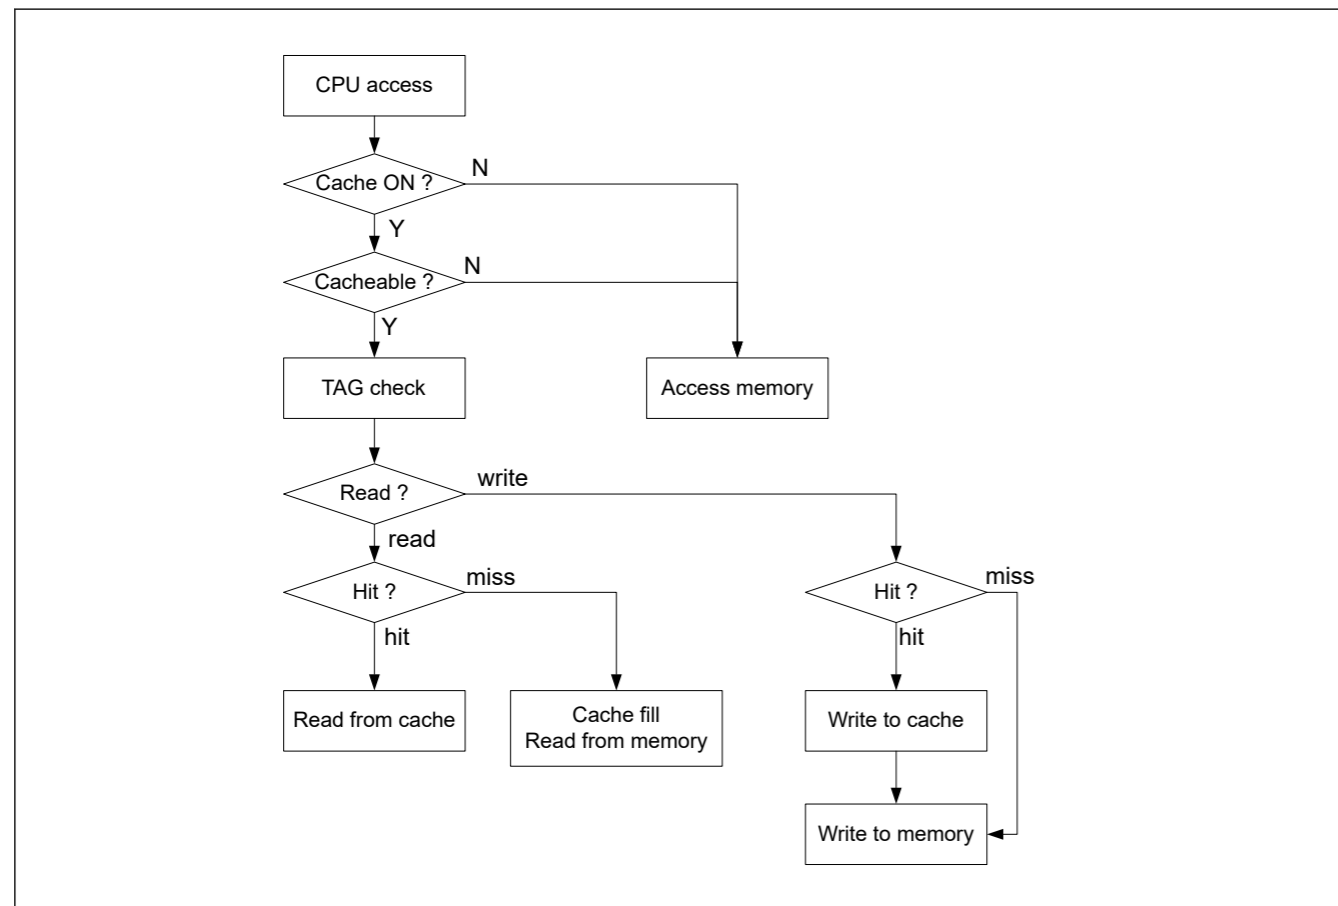 CPU access
Cache ON ?
N
Y
Cacheable ?
N
Y
TAG check
Access memory
Read ?
write
read
Hit ?
miss
Hit ?
miss
hit
hit
Read from cache
Cache fill
Read from memory
Write to cache
Write to memory